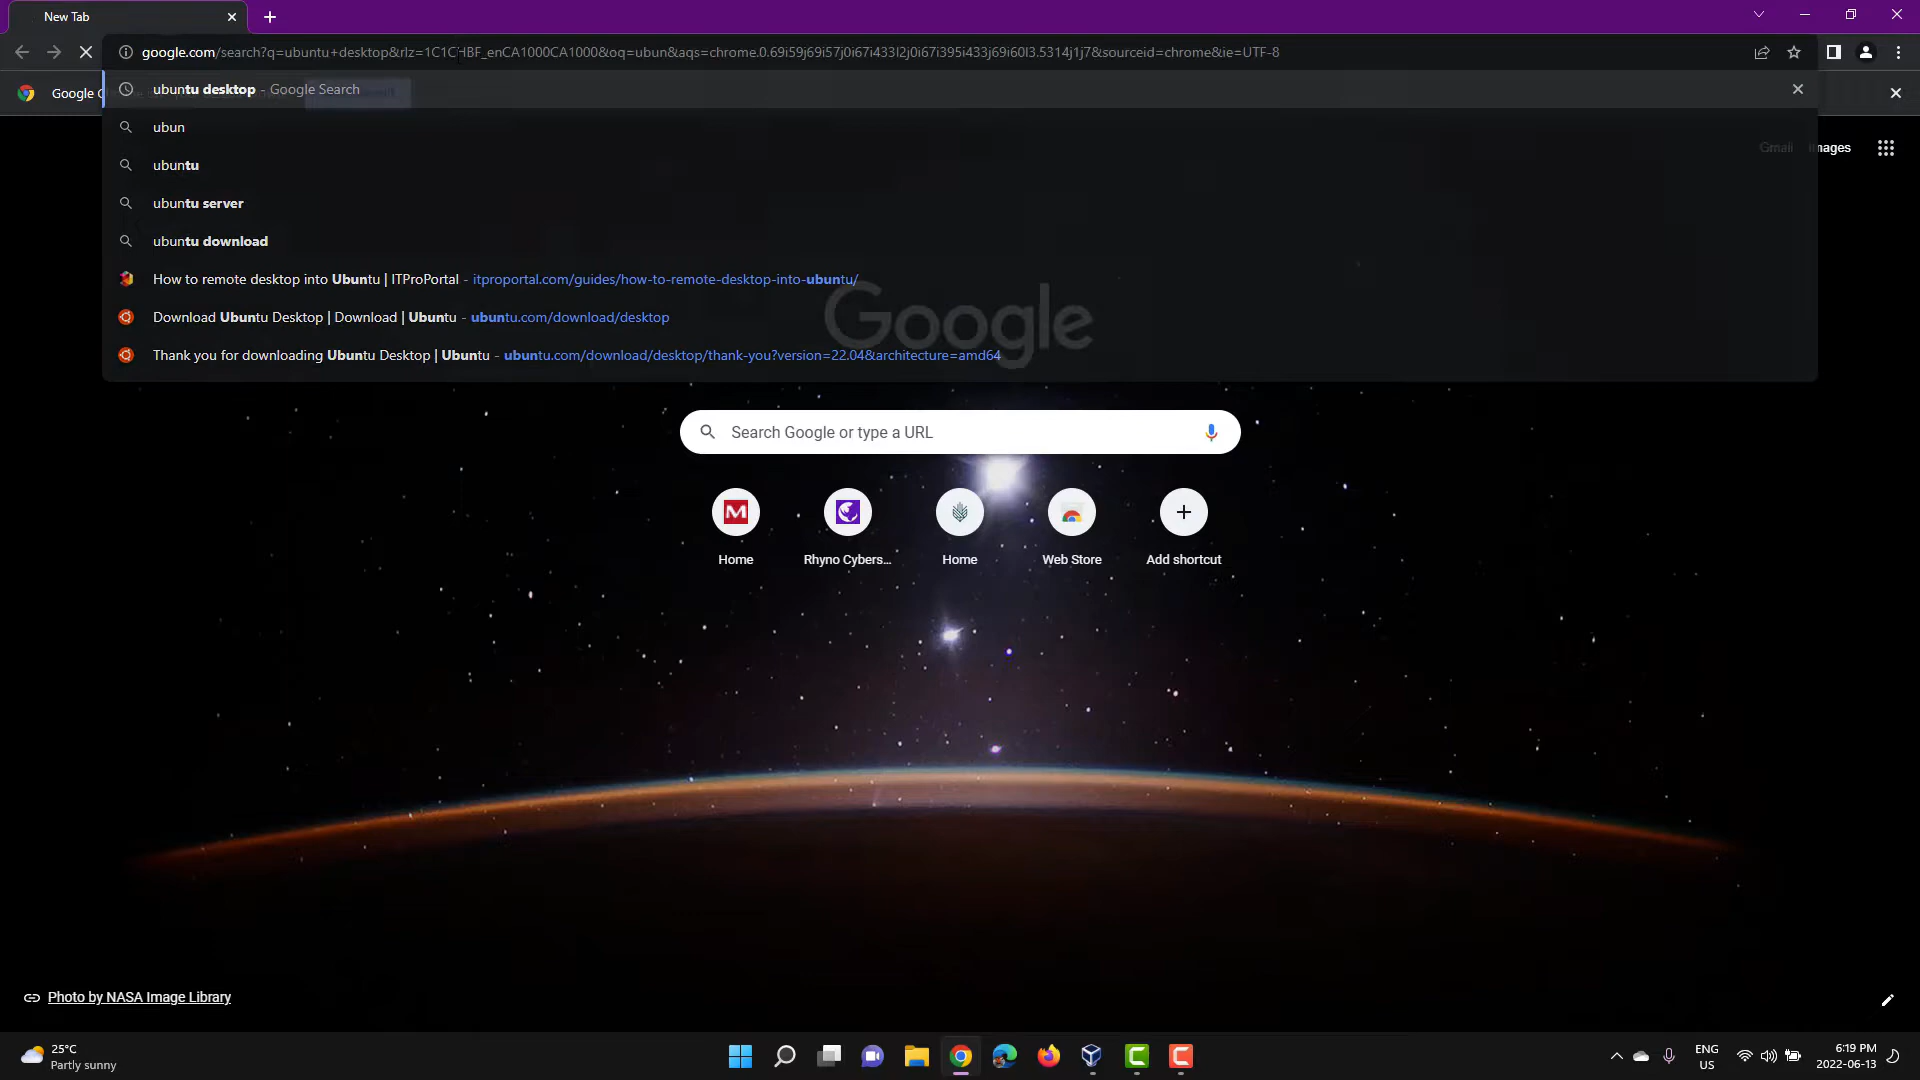 New Tab
google.com/search?q=ubuntu+desktop&rlz=1C1CHBF_enCA1000CA1000&oq=ubun&aqs=chrome.0.69i59j69i57j0i67i433l2j0i67i395i433j69i60l3.5314j1j7&sourceid=chrome&ie=UTF-8
Google
ubuntu desktop - Google Search
ubun
Gmail Images
ubuntu
ubuntu server
ubuntu download
How to remote desktop into Ubuntu | ITProPortal - itproportal.com/guides/how-to-remote-desktop-into-ubuntu/
Download Ubuntu Desktop | Download | Ubuntu - ubuntu.com/download/desktop
Google
Thank you for downloading Ubuntu Desktop | Ubuntu - ubuntu.com/download/desktop/thank-you?version=22.04&architecture=amd64
Search Google or type a URL
Home
Rhyno Cybers...
Home
Web Store
Add shortcut
Photo by NASA Image Library
25°C
Partly sunny
ENG
US
6:19 PM
2022-06-13